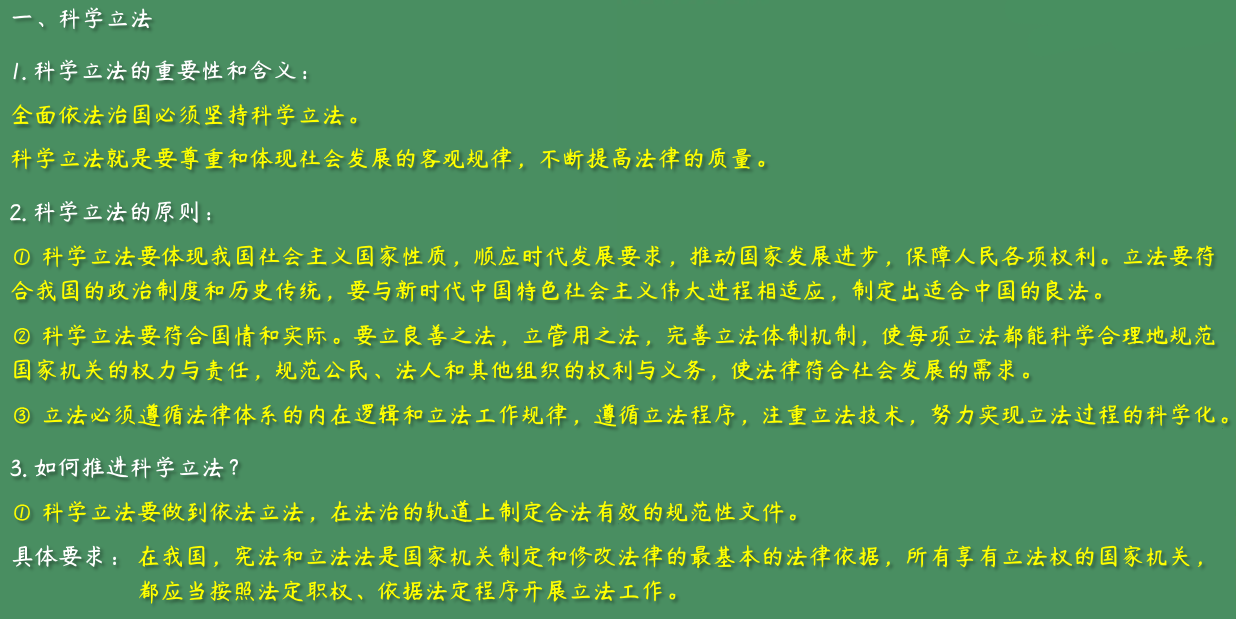 一、科学立法
1. 科学立法的重要性和含义：
全面依法治国必须坚持科学立法。
科学立法就是要尊重和体现社会发展的客观规律，不断提高法律的质量。
2. 科学立法的原则：
① 科学立法要体现我国社会主义国家性质，顺应时代发展要求，推动国家发展进步，保障人民各项权利。立法要符
合我国的政治制度和历史传统，要与新时代中国特色社会主义伟大进程相适应，制定出适合中国的良法。
② 科学立法要符合国情和实际。要立良善之法，立管用之法，完善立法体制机制，使每项立法都能科学合理地规范
国家机关的权力与责任，规范公民、法人和其他组织的权利与义务，使法律符合社会发展的需求。
③ 立法必须遵循法律体系的内在逻辑和立法工作规律，遵循立法程序，注重立法技术，努力实现立法过程的科学化。
3. 如何推进科学立法？
① 科学立法要做到依法立法，在法治的轨道上制定合法有效的规范性文件。
具体要求：在我国，宪法和立法法是国家机关制定和修改法律的最基本的法律依据，所有享有立法权的国家机关，
都应当按照法定职权、依据法定程序开展立法工作。